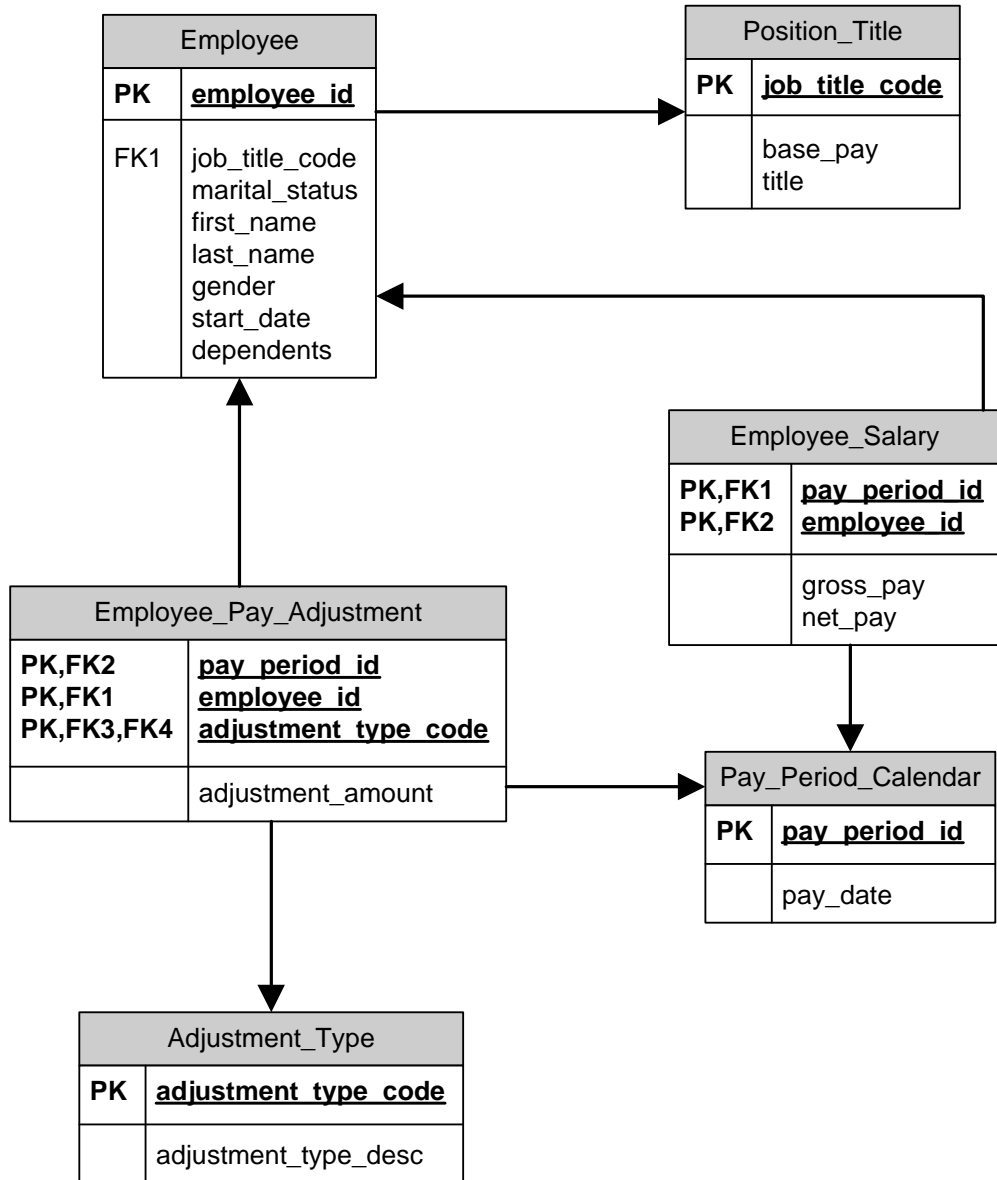 Employee
PK employee_id
FK1 job_title_code
marital_status
first_name
last_name
gender
start_date
dependents
Position_Title
PK job_title_code
base_pay
title
Employee_Salary
PK,FK1 pay_period_id
PK,FK2 employee_id
gross_pay
net_pay
Employee_Pay_Adjustment
PK,FK2 pay_period_id
PK,FK1 employee_id
PK,FK3,FK4 adjustment_type_code
adjustment_amount
Pay_Period_Calendar
PK pay_period_id
pay_date
Adjustment_Type
PK adjustment_type_code
adjustment_type_desc